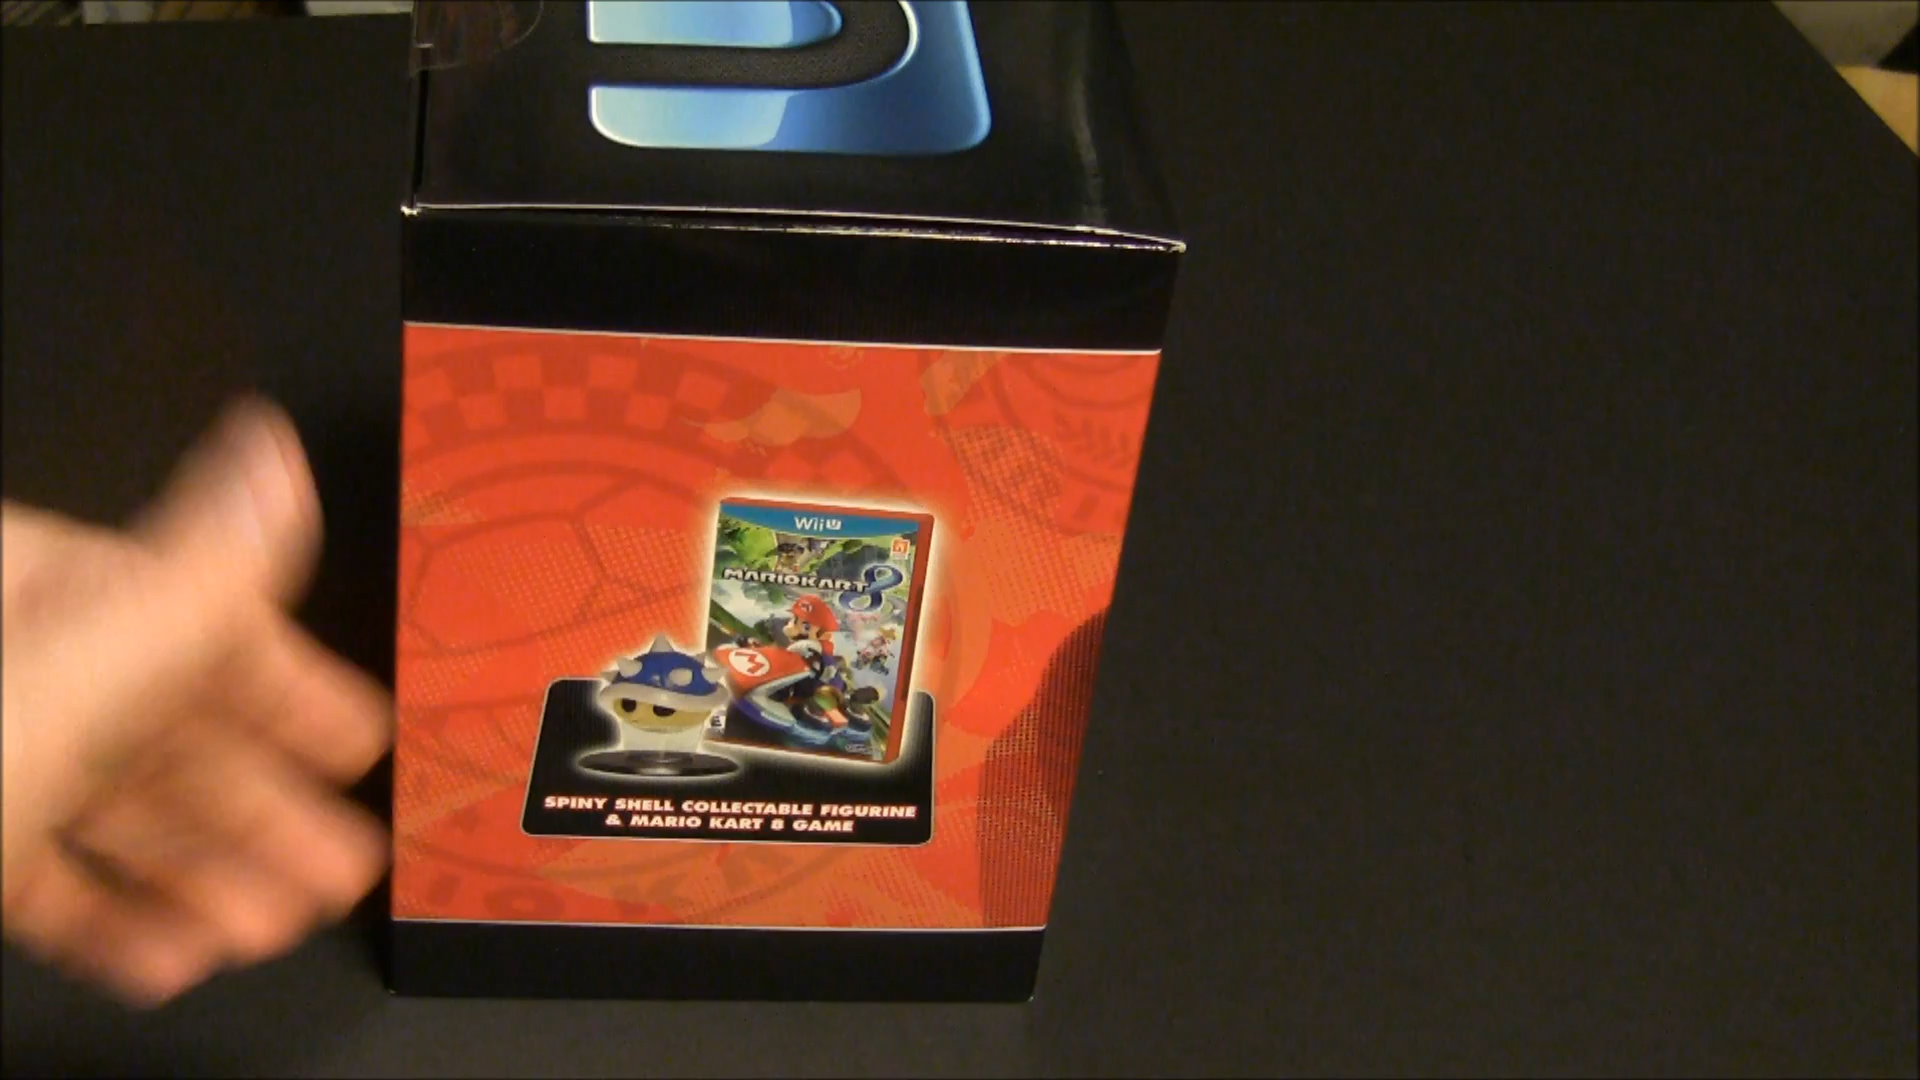 Wii U
MARIOKART 8
SPINY SHELL COLLECTABLE FIGURINE
& MARIO KART 8 GAME